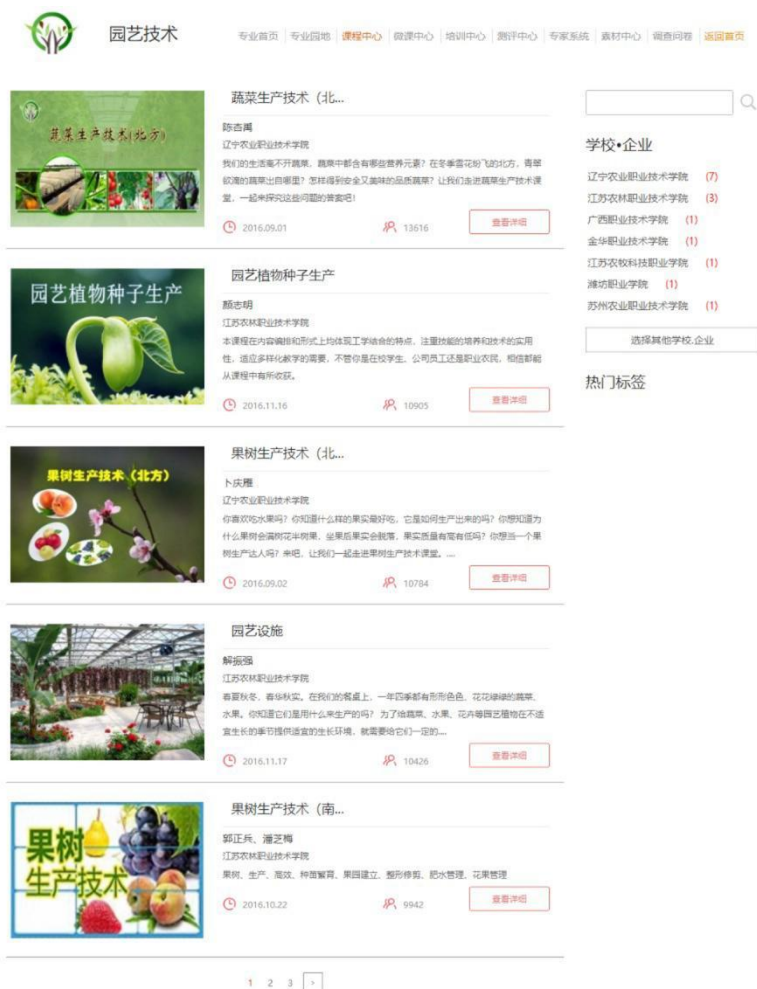 园艺技术
专业首页 专业园地 课程中心 微课中心 培训中心 测评中心 专家系统 素材中心 调查问卷 返回首页
蔬菜生产技术(北方)
蔬菜生产技术（北...
陈杏禹
辽宁农业职业技术学院
我们的生活离不开蔬菜，蔬菜中都含有哪些营养元素？在冬季雪花纷飞的北方，青翠
欲滴的蔬菜出自哪里？怎样得到安全又美味的品质蔬菜？让我们走进蔬菜生产技术课
堂，一起来探究这些问题的答案吧！
2016.09.01 13616 查看详细
园艺植物种子生产
园艺植物种子生产
颜志明
江苏农林职业技术学院
本课程在内容编排和形式上均体现工学结合的特点，注重技能的培养和技术的实用
性，适应多样化教学的需要，不管你是在校学生、公司员工还是职业农民，相信都能
从课程中有所收获。
2016.11.16 10905 查看详细
果树生产技术（北方）
果树生产技术（北...
卜庆雁
辽宁农业职业技术学院
你喜欢吃水果吗？你知道什么样的果实最好吃，它是如何生产出来的吗？你想知道为
什么果树会满树花半树果，坐果后果实会脱落，果实质量有高有低吗？你想当一个果
树生产达人吗？来吧，让我们一起走进果树生产技术课堂。...
2016.09.02 10784 查看详细
园艺设施
解振强
江苏农林职业技术学院
春夏秋冬，春华秋实。在我们的餐桌上，一年四季都有形形色色、花花绿绿的蔬菜、
水果。你知道它们是用什么来生产的吗？ 为了给蔬菜、水果、花卉等园艺植物在不适
宜生长的季节提供适宜的生长环境，就需要给它们一定的...
2016.11.17 10426 查看详细
果树
生产技术
果树生产技术（南...
郭正兵、潘芝梅
江苏农林职业技术学院
果树、生产、高效、种苗繁育、果园建立、整形修剪、肥水管理、花果管理
2016.10.22 9942 查看详细
1 2 3 >
学校•企业
辽宁农业职业技术学院 (7)
江苏农林职业技术学院 (3)
广西职业技术学院 (1)
金华职业技术学院 (1)
江苏农牧科技职业学院 (1)
潍坊职业学院 (1)
苏州农业职业技术学院 (1)
选择其他学校,企业
热门标签